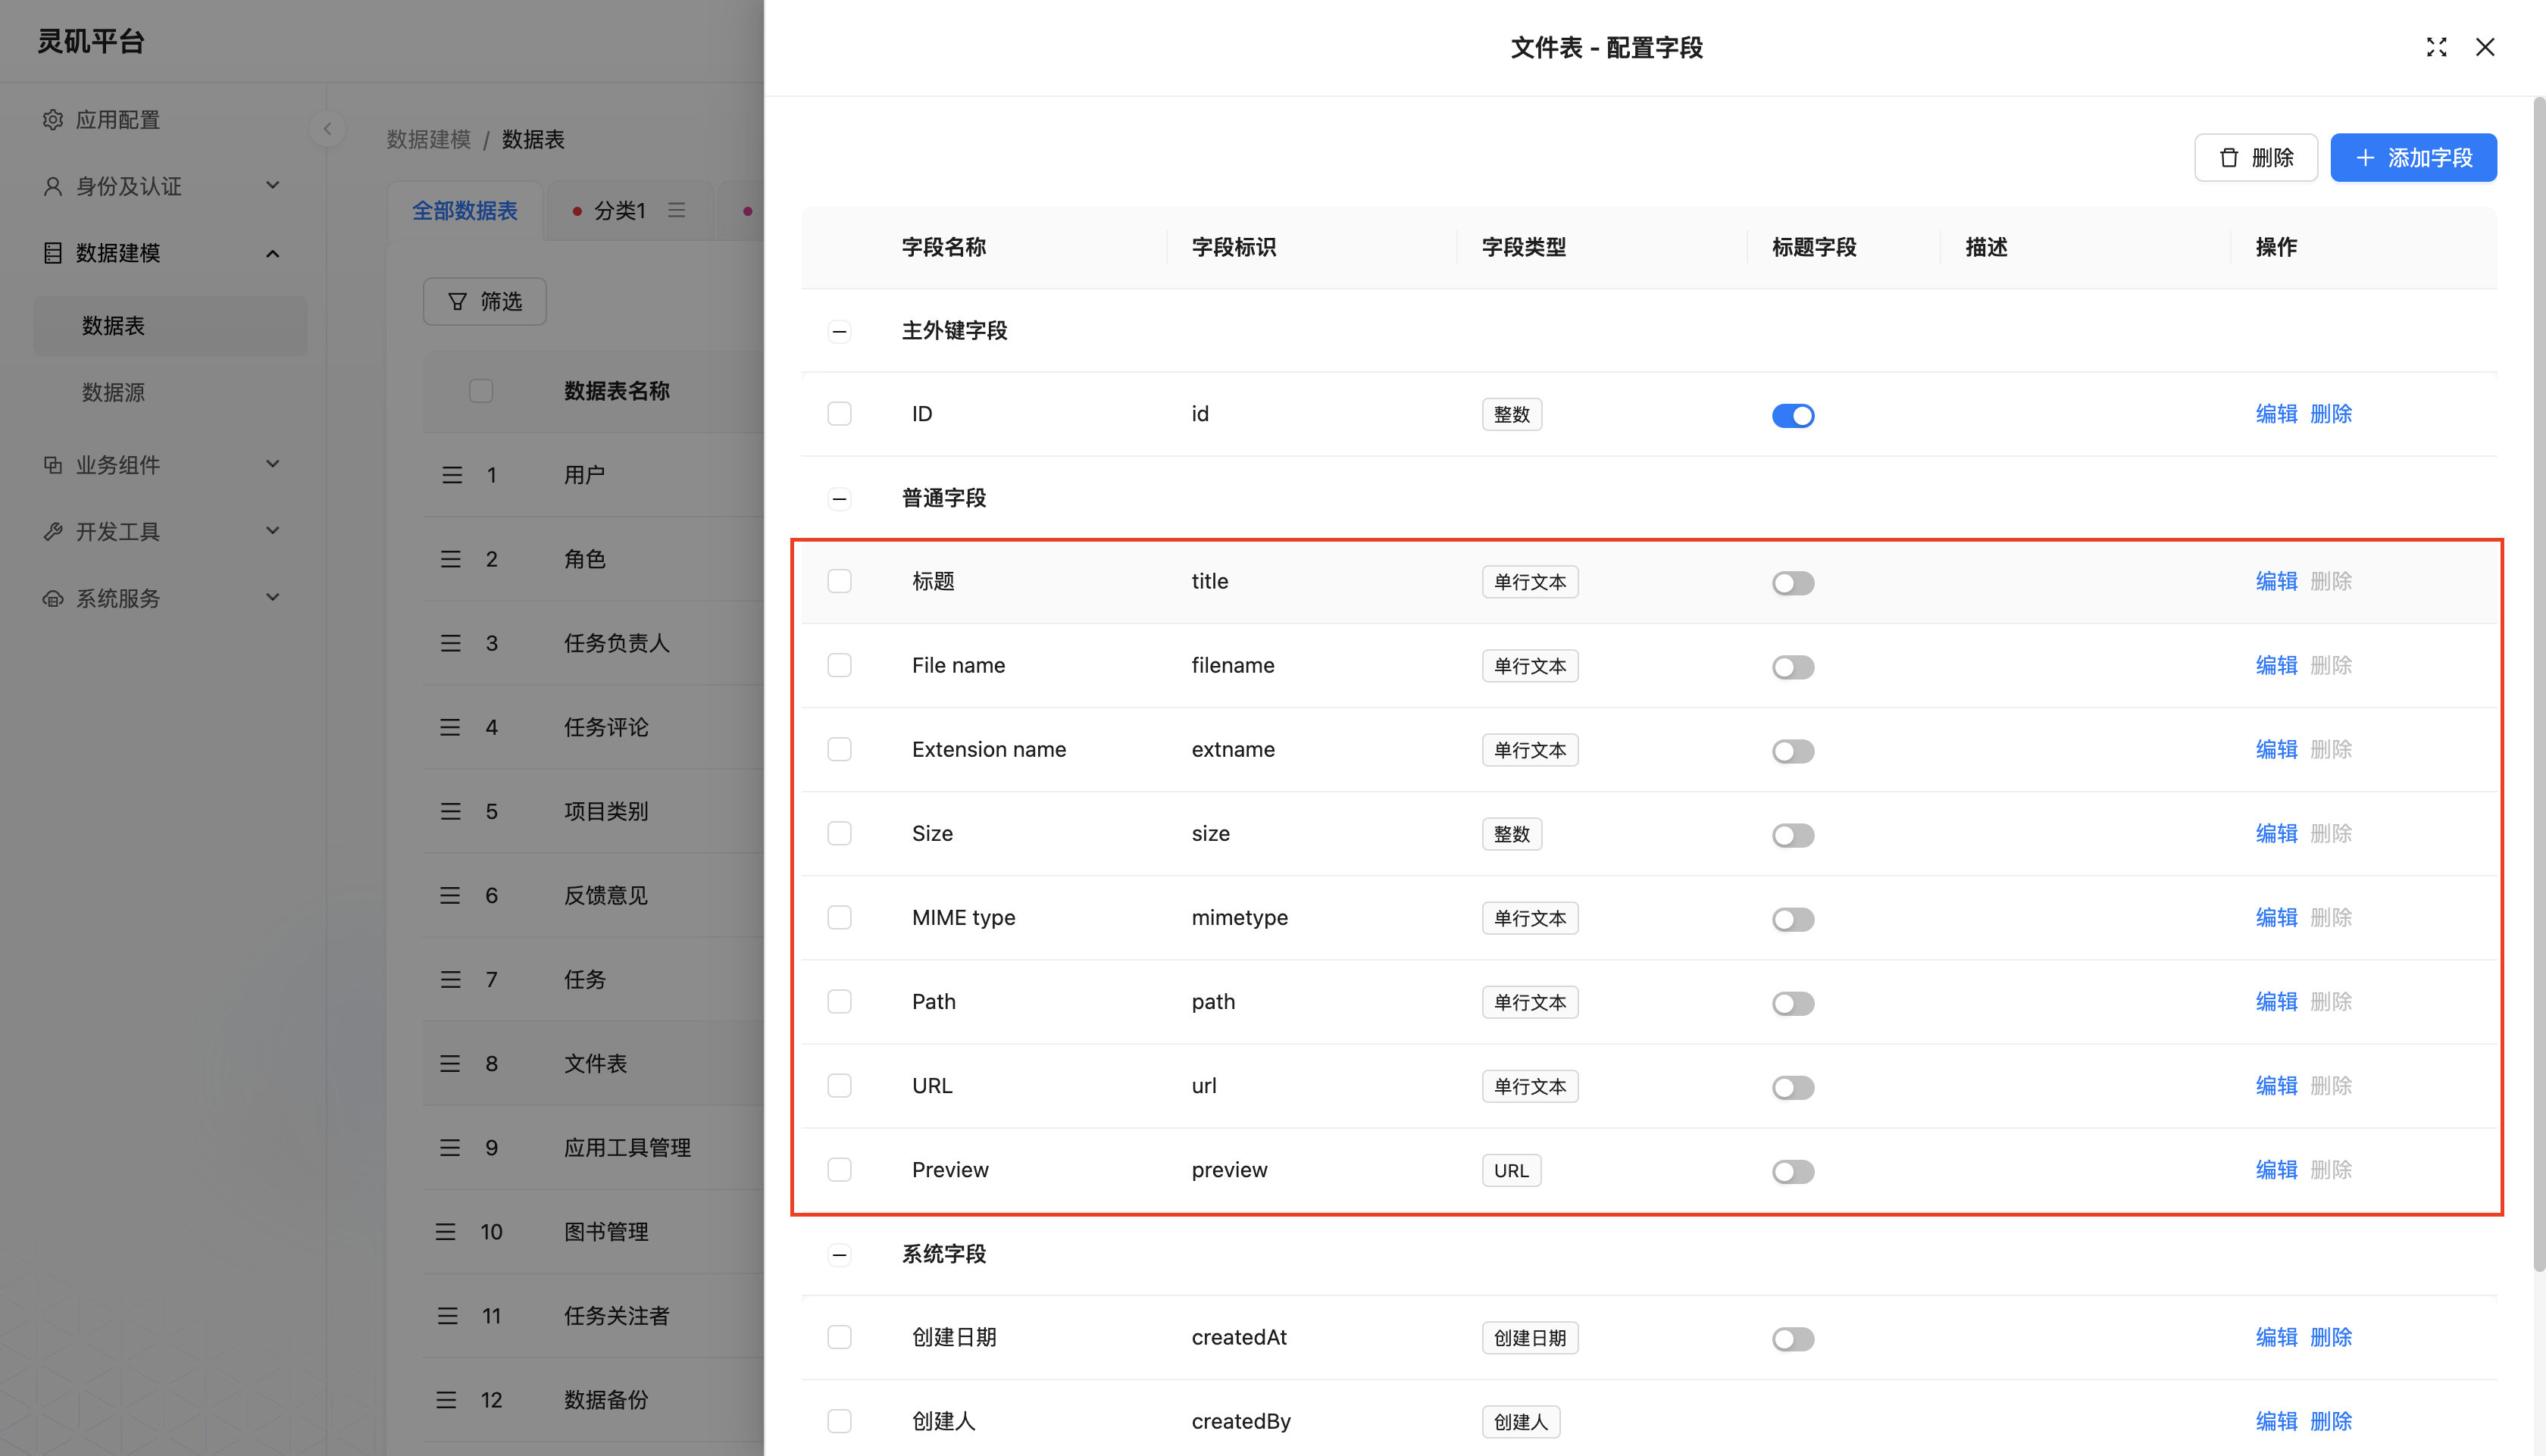 灵矶平台
应用配置
身份及认证
数据建模
数据表
数据源
业务组件
开发工具
系统服务
数据建模 / 数据表
全部数据表 分类1
筛选
数据表名称
1 用户
2 角色
3 任务负责人
4 任务评论
5 项目类别
6 反馈意见
7 任务
8 文件表
9 应用工具管理
10 图书管理
11 任务关注者
12 数据备份
文件表 - 配置字段
删除 添加字段
字段名称 字段标识 字段类型 标题字段 描述 操作
主外键字段
ID id 整数 编辑 删除
普通字段
标题 title 单行文本 编辑 删除
File name filename 单行文本 编辑 删除
Extension name extname 单行文本 编辑 删除
Size size 整数 编辑 删除
MIME type mimetype 单行文本 编辑 删除
Path path 单行文本 编辑 删除
URL url 单行文本 编辑 删除
Preview preview URL 编辑 删除
系统字段
创建日期 createdAt 创建日期 编辑 删除
创建人 createdBy 创建人 编辑 删除